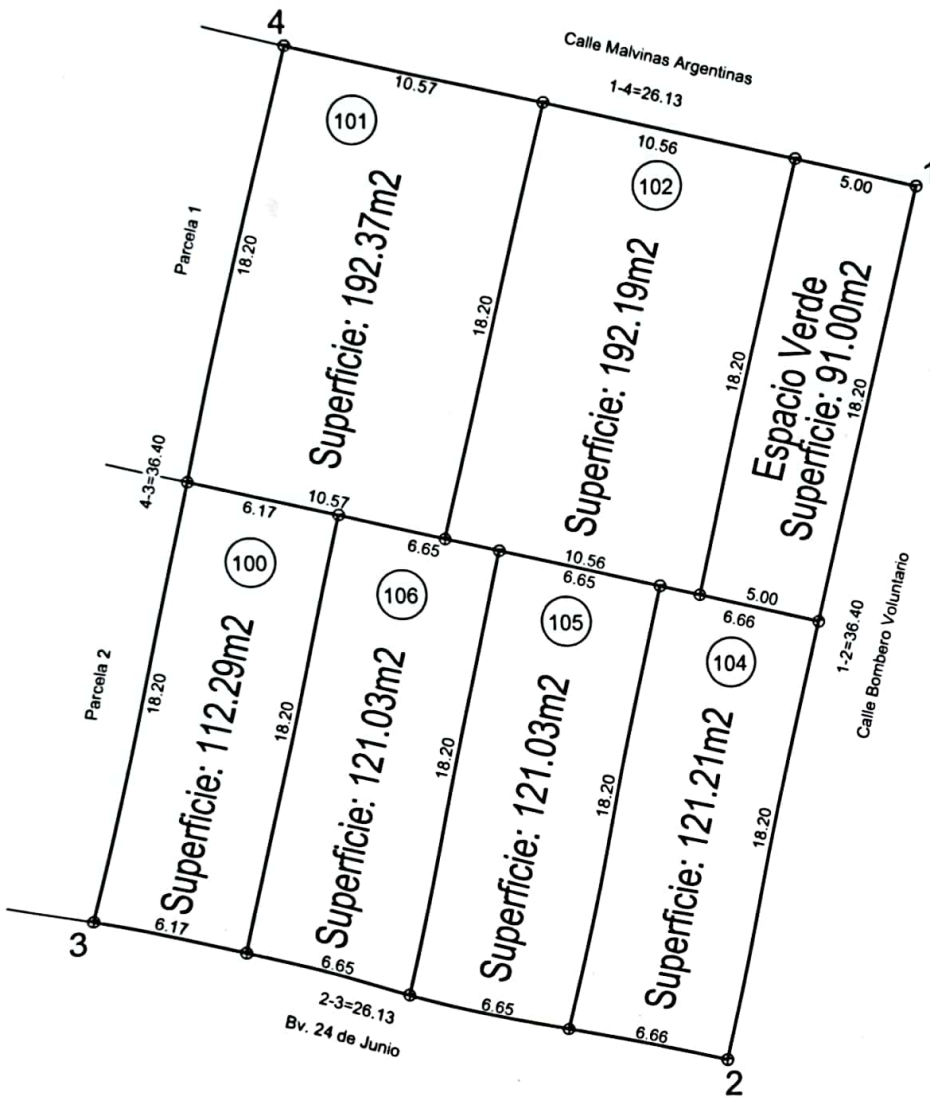 4
Calle Malvinas Argentinas
1-4=26.13
10.57
10.56
5.00
1
101
102
Parcela 1
18.20
Superficie: 192.37m2
18.20
Superficie: 192.19m2
18.20
Espacio Verde
Superficie: 91.00m2
18.20
4-3=36.40
10.57
6.17
6.65
10.56
6.65
5.00
6.66
100
106
105
104
1-2=36.40
Calle Bombero Voluntario
Parcela 2
18.20
Superficie: 112.29m2
18.20
Superficie: 121.03m2
18.20
Superficie: 121.03m2
18.20
Superficie: 121.21m2
18.20
3
6.17
6.65
6.65
6.66
2-3=26.13
Bv. 24 de Junio
2